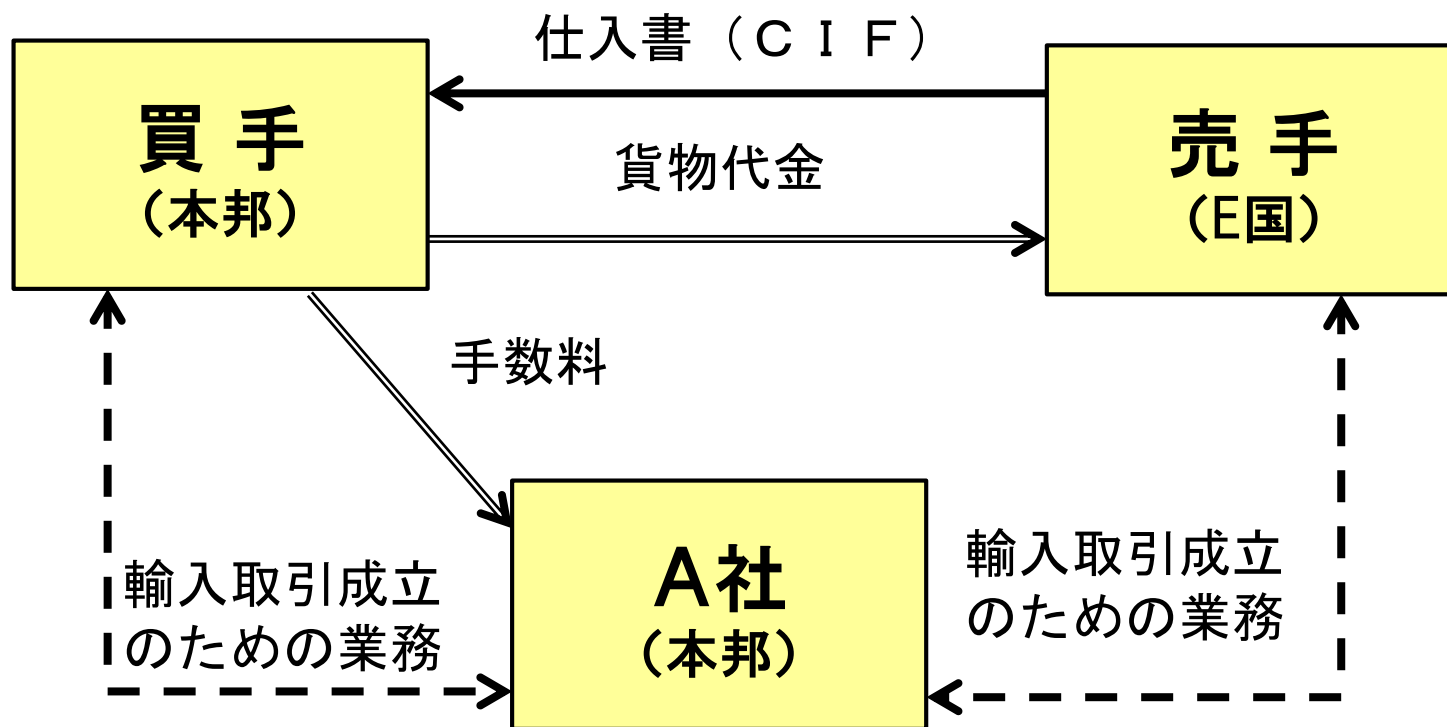 仕入書（ＣＩＦ）
買 手
（本邦）
売 手
（E国）
貨物代金
手数料
輸入取引成立
のための業務
A社
（本邦）
輸入取引成立
のための業務